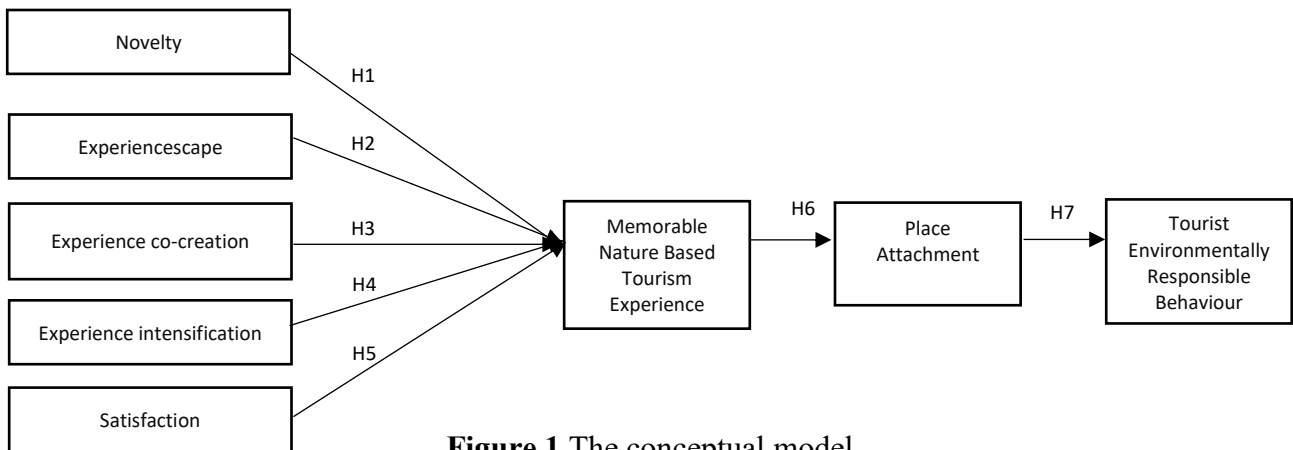 Novelty
H1
Experiencescape
H2
Experience co-creation
H3
Experience intensification
H4
Satisfaction
H5
Memorable
Nature Based
Tourism
Experience
H6
Place
Attachment
H7
Tourist
Environmentally
Responsible
Behaviour
Figure 1 The conceptual model